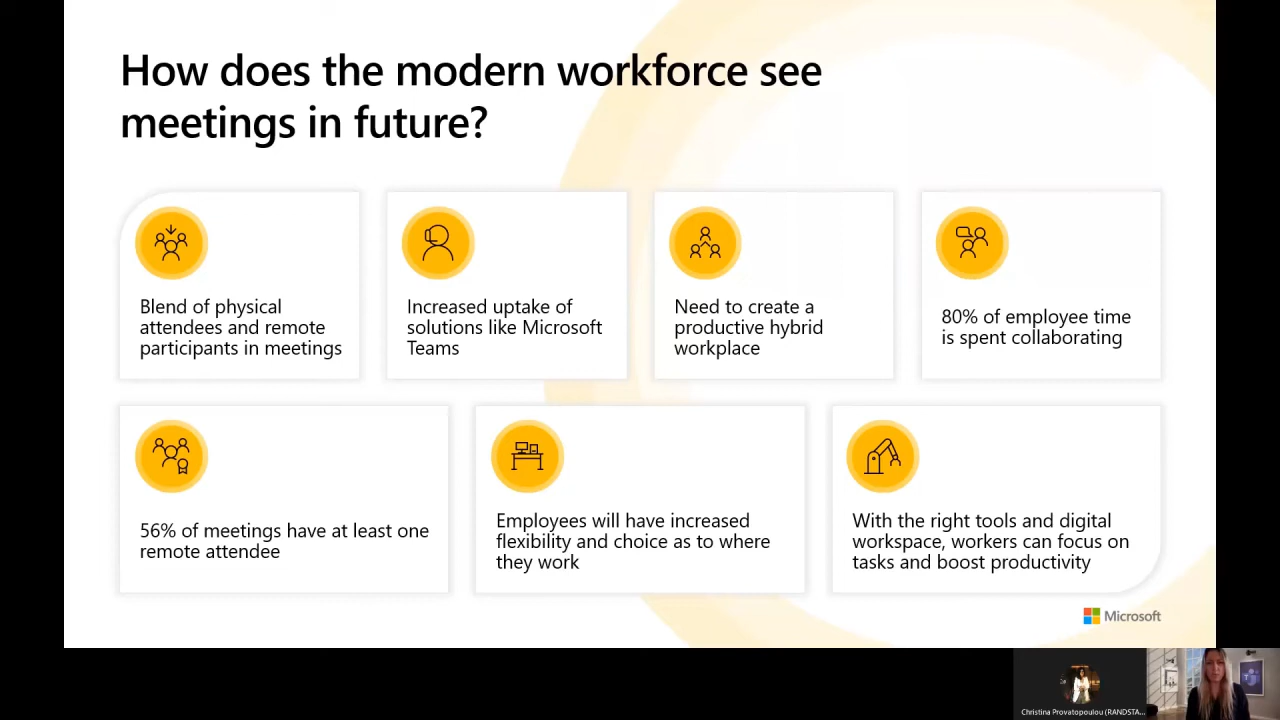 How does the modern workforce see
meetings in future?
Blend of physical
attendees and remote
participants in meetings
Increased uptake of
solutions like Microsoft
Teams
Need to create a
productive hybrid
workplace
80% of employee time
is spent collaborating
56% of meetings have at least one
remote attendee
Employees will have increased
flexibility and choice as to where
they work
With the right tools and digital
workspace, workers can focus on
tasks and boost productivity
Microsoft
Christina Provatopoulou (RANDSTA...